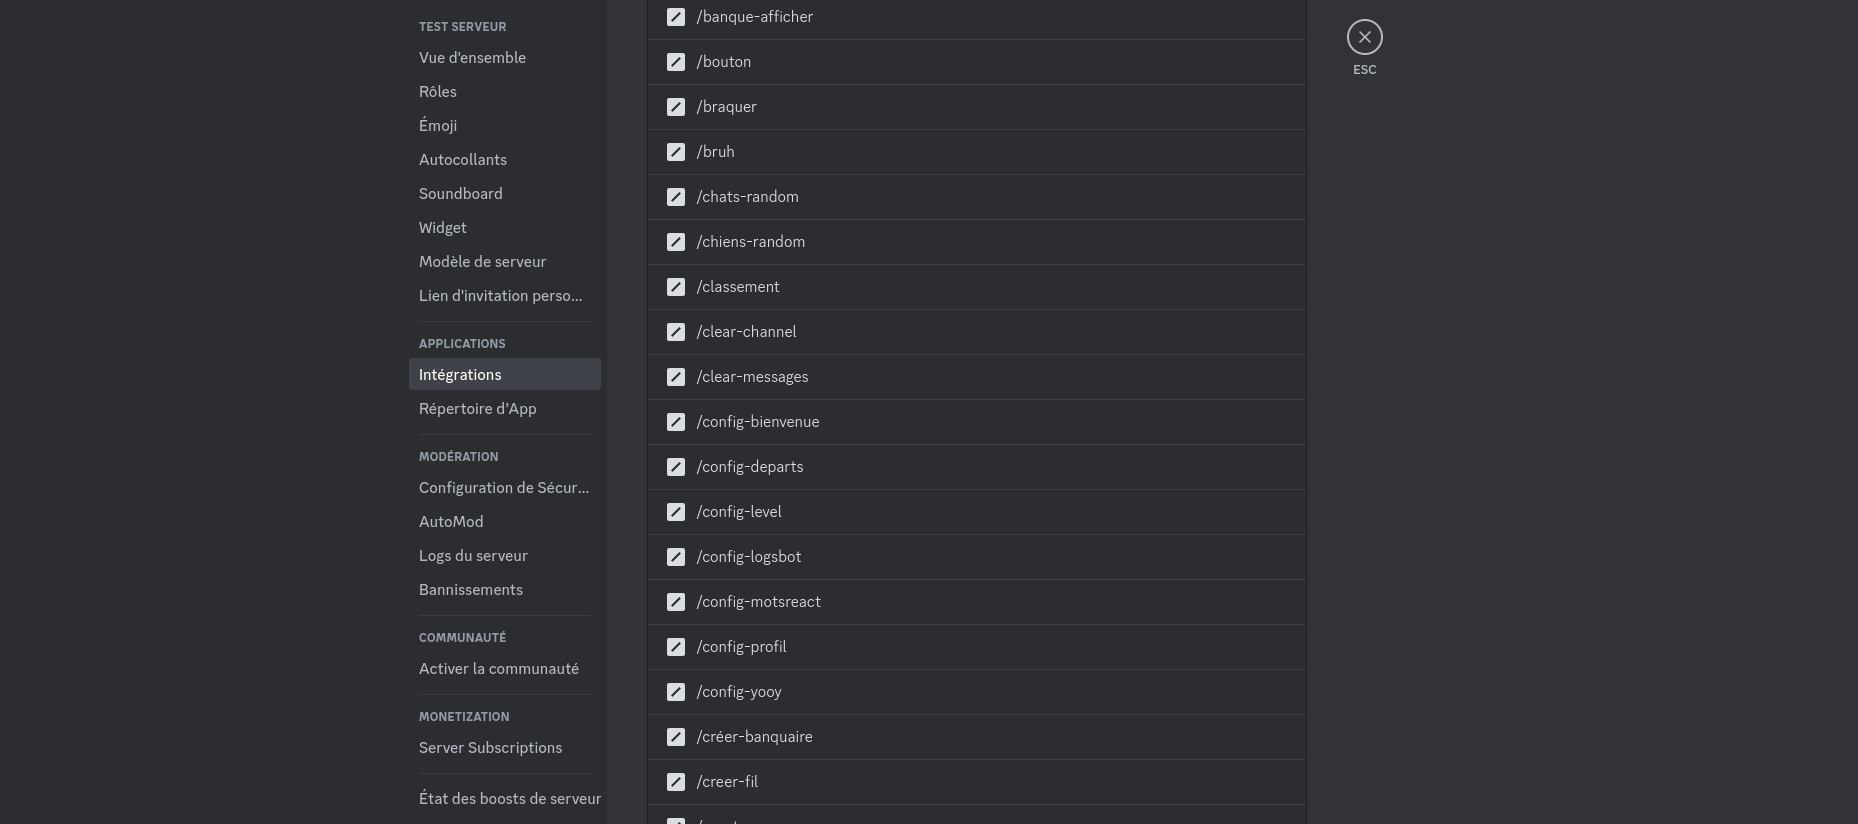 TEST SERVEUR
Vue d'ensemble
Rôles
Émoji
Autocollants
Soundboard
Widget
Modèle de serveur
Lien d'invitation perso...
APPLICATIONS
Intégrations
Répertoire d'App
MODÉRATION
Configuration de Sécur...
AutoMod
Logs du serveur
Bannissements
COMMUNAUTÉ
Activer la communauté
MONETIZATION
Server Subscriptions
État des boosts de serveur
/banque-afficher
/bouton
/braquer
/bruh
/chats-random
/chiens-random
/classement
/clear-channel
/clear-messages
/config-bienvenue
/config-departs
/config-level
/config-logsbot
/config-motsreact
/config-profil
/config-yooy
/créer-banquaire
/creer-fil
ESC